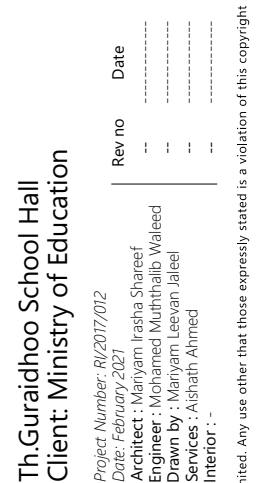 Th.Guraidhoo School Hall
Client: Ministry of Education
Project Number: RI/2017/012
Date: February 2021
Architect : Mariyam Irasha Shareef
Engineer : Mohamed Muththalib Waleed
Drawn by : Mariyam Leevan Jaleel
Services : Aishath Ahmed
Interior : -
Rev no Date
-- --------------
-- --------------
-- --------------
-- --------------
Any use other that those expressly stated is a violation of this copyright